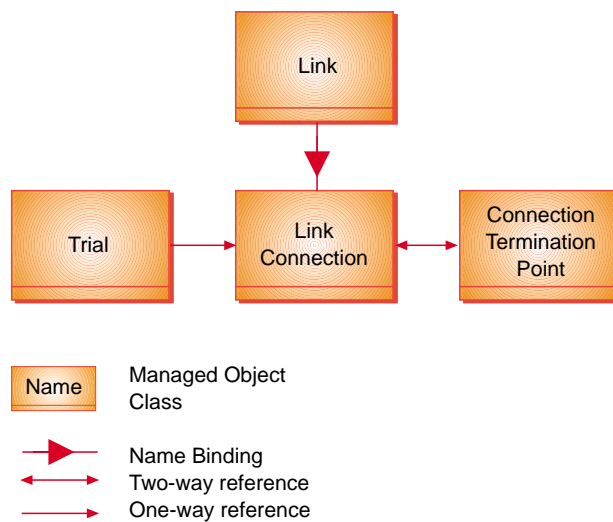 Link
Trial
Link
Connection
Connection
Termination
Point
Name
Managed Object
Class
Name Binding
Two-way reference
One-way reference